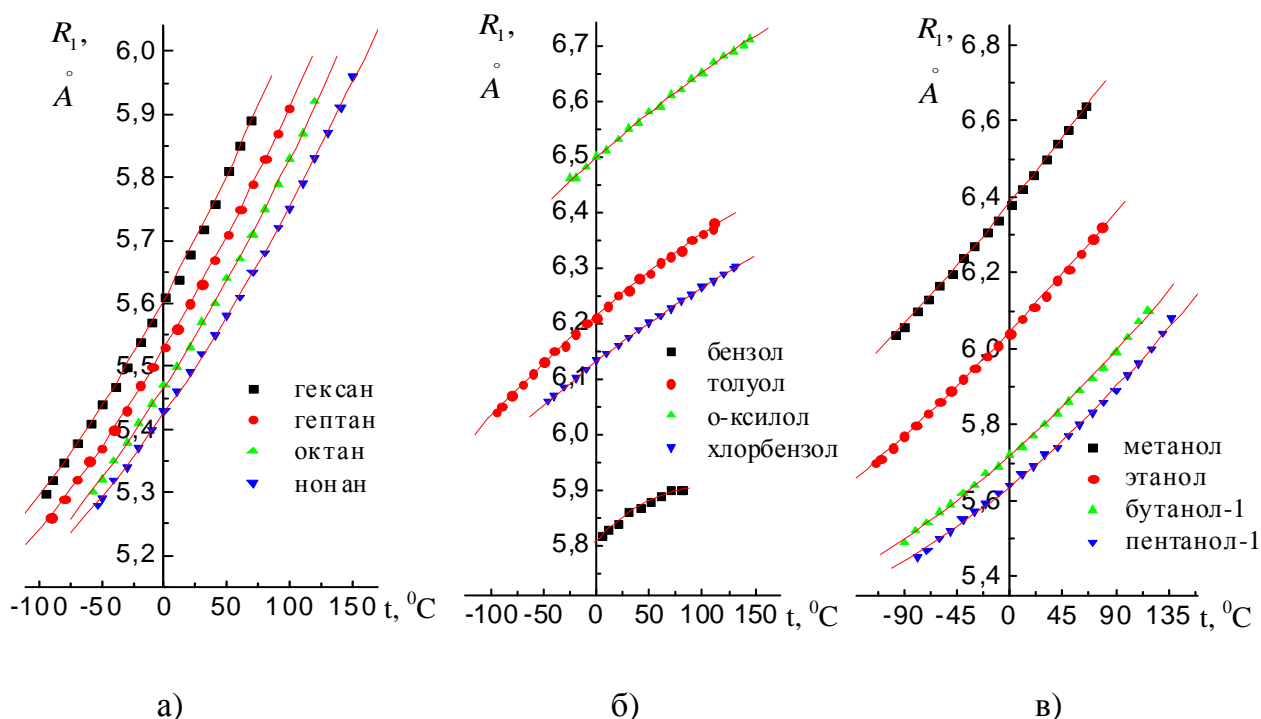 R₁,
Å
6,0
5,9
5,8
5,7
5,6
5,5
5,4
5,3
5,2
-100 -50 0 50 100 150 t, ⁰C
гексан
гептан
октан
нонан
а)
R₁,
Å
6,7
6,6
6,5
6,4
6,3
6,2
6,1
6,0
5,9
5,8
-100 -50 0 50 100 150 t, ⁰C
бензол
толуол
о-ксилол
хлорбензол
б)
R₁,
Å
6,8
6,6
6,4
6,2
6,0
5,8
5,6
5,4
-90 -45 0 45 90 135 t, ⁰C
метанол
этанол
бутанол-1
пентанол-1
в)